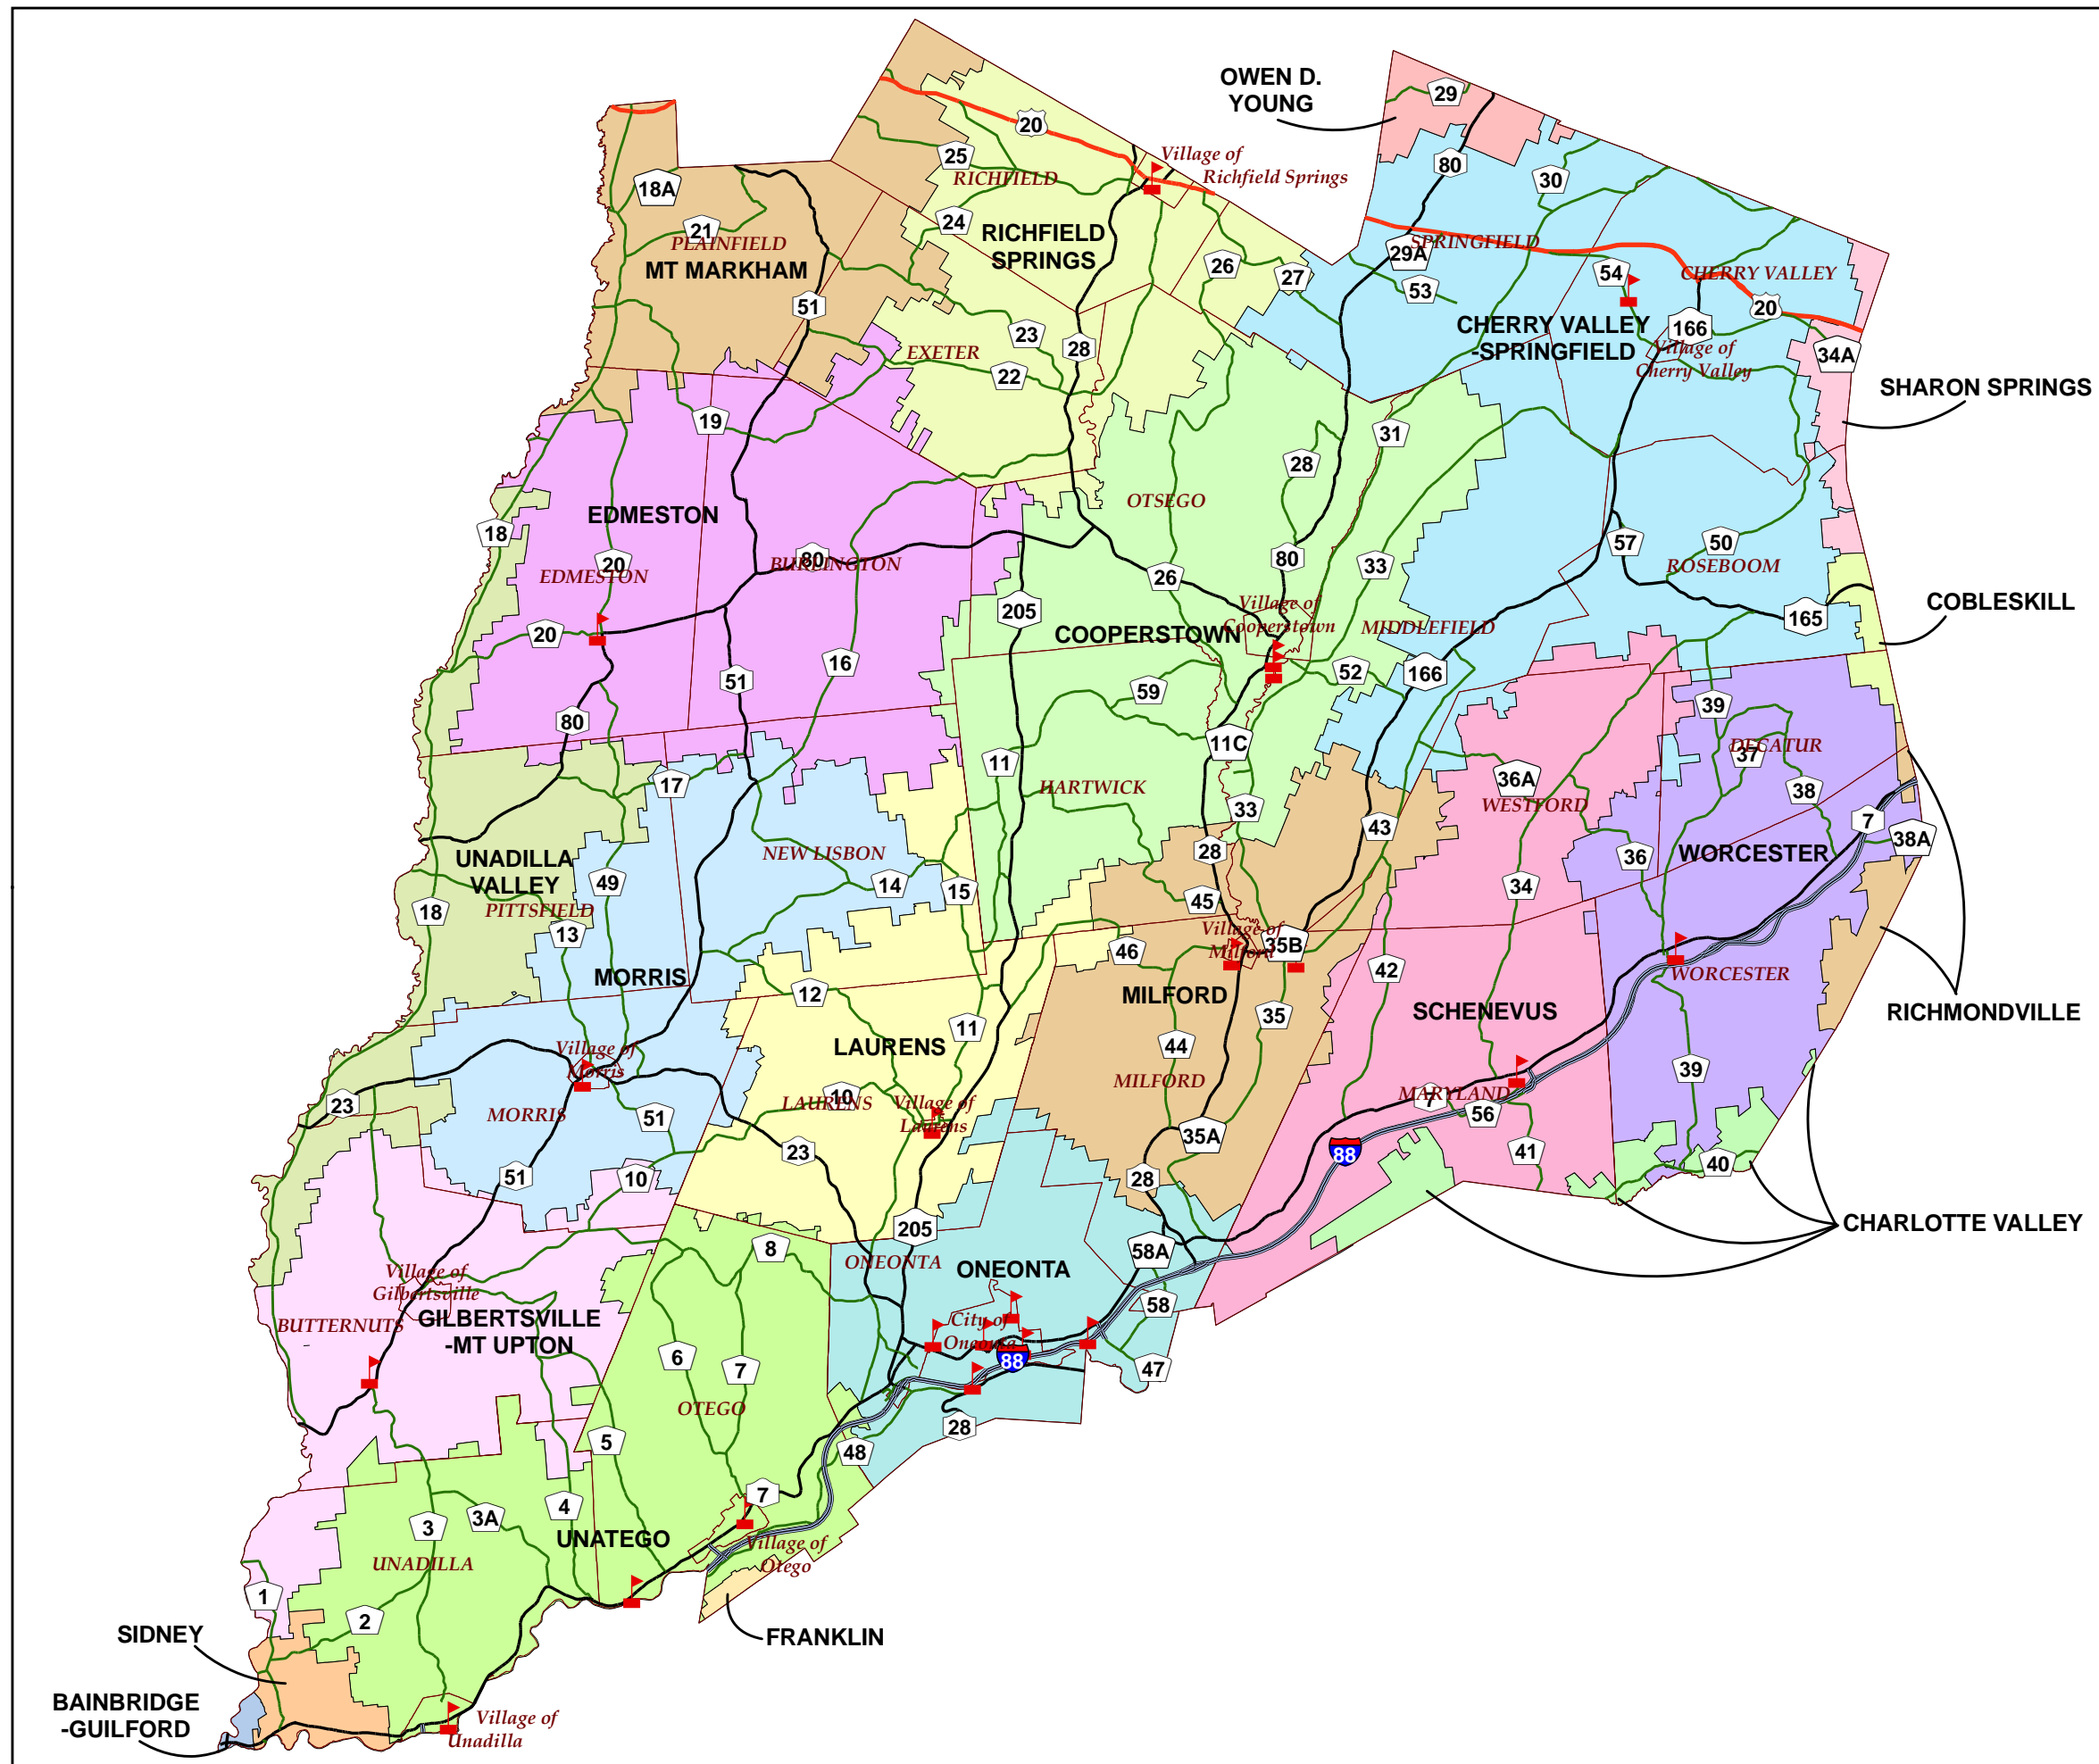 OWEN D.
YOUNG
29
20
80
Village of
Richfield Springs
25
RICHFIELD
30
18A
24
21
PLAINFIELD
MT MARKHAM
RICHFIELD
SPRINGS
29A
SPRINGFIELD
26
27
53
54
CHERRY VALLEY
20
51
CHERRY VALLEY
-SPRINGFIELD
166
23
28
EXETER
22
Village of
Cherry Valley
34A
SHARON SPRINGS
19
31
28
OTSEGO
EDMESTON
18
20
EDMESTON
80
BURLINGTON
80
26
33
57
50
ROSEBOOM
COBLESKILL
205
Village of
Cooperstown
COOPERSTOWN
MIDDLEFIELD
165
20
16
51
59
52
166
80
39
11C
DECATUR
37
17
11
HARTWICK
36A
WESTFORD
38
33
43
7
38A
NEW LISBON
28
36
WORCESTER
UNADILLA
VALLEY
49
14
15
34
18
PITTSFIELD
45
13
Village of
Milford
46
35B
42
WORCESTER
MORRIS
12
MILFORD
SCHENEVUS
RICHMONDVILLE
11
35
LAURENS
44
Village of
Morris
MILFORD
39
23
MORRIS
51
10
LAURENS
Village of
Laurens
7
MARYLAND
56
23
35A
88
41
40
51
10
28
CHARLOTTE VALLEY
205
8
58A
ONEONTA
ONEONTA
Village of
Gilbertsville
58
BUTTERNUTS
GILBERTSVILLE
-MT UPTON
City of
Oneonta
88
6
7
47
OTEGO
28
5
48
7
3
3A
4
UNATEGO
Village of
Otego
UNADILLA
1
2
SIDNEY
FRANKLIN
BAINBRIDGE
-GUILFORD
Village of
Unadilla